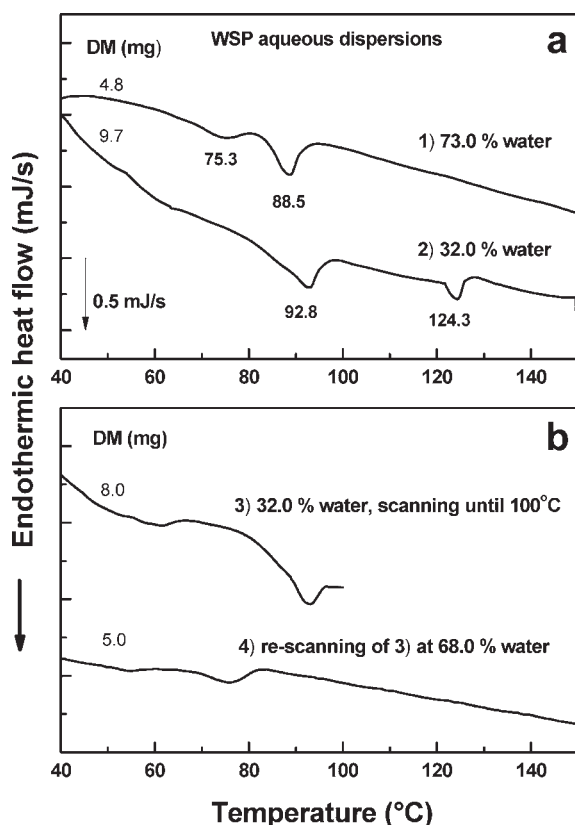 WSP aqueous dispersions
a
DM (mg)
4.8
9.7
1) 73.0 % water
75.3
88.5
2) 32.0 % water
0.5 mJ/s
92.8
124.3
40 60 80 100 120 140
b
DM (mg)
8.0
3) 32.0 % water, scanning until 100°C
5.0
4) re-scanning of 3) at 68.0 % water
40 60 80 100 120 140
Temperature (°C)
Endothermic heat flow (mJ/s)